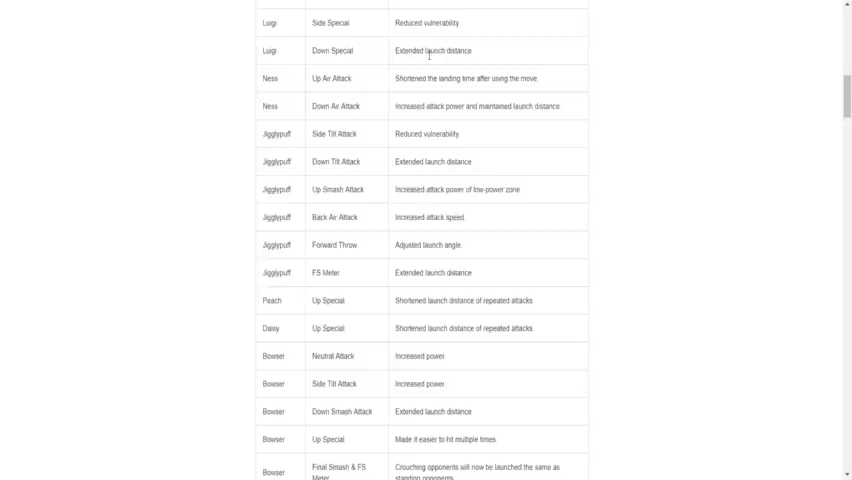 Luigi Side Special Reduced vulnerability.
Luigi Down Special Extended launch distance
Ness Up Air Attack Shortened the landing time after using the move.
Ness Down Air Attack Increased attack power and maintained launch distance.
Jigglypuff Side Tilt Attack Reduced vulnerability.
Jigglypuff Down Tilt Attack Extended launch distance
Jigglypuff Up Smash Attack Increased attack power of low-power zone
Jigglypuff Back Air Attack Increased attack speed.
Jigglypuff Forward Throw Adjusted launch angle.
Jigglypuff FS Meter Extended launch distance
Peach Up Special Shortened launch distance of repeated attacks
Daisy Up Special Shortened launch distance of repeated attacks
Bowser Neutral Attack Increased power
Bowser Side Tilt Attack Increased power
Bowser Down Smash Attack Extended launch distance
Bowser Up Special Made it easier to hit multiple times.
Bowser Final Smash & FS Crouching opponents will now be launched the same as
Meter standing opponents.